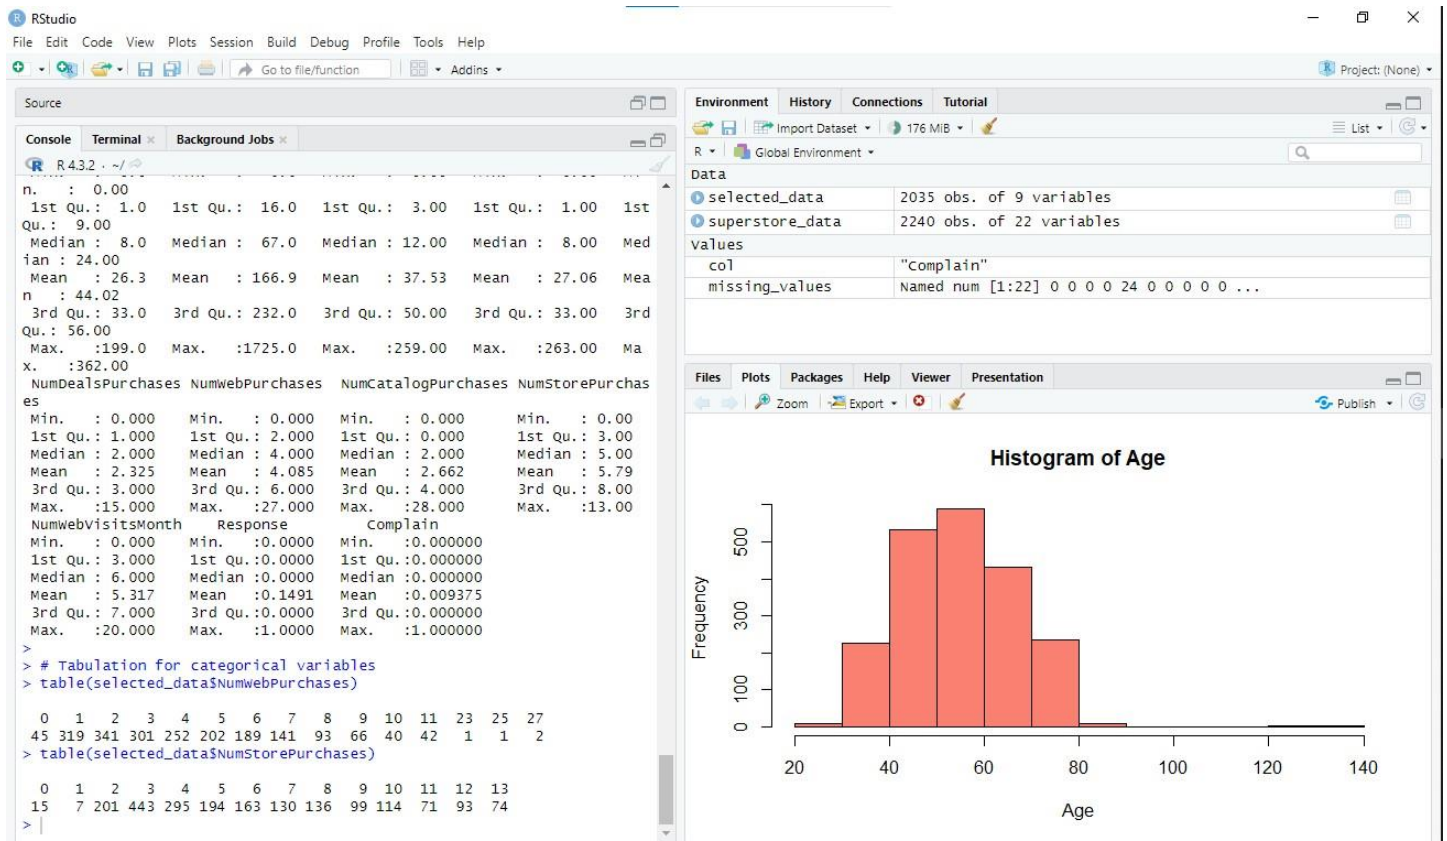 RStudio
File Edit Code View Plots Session Build Debug Profile Tools Help
Go to file/function Addins Project: (None)
Source
Console Terminal Background Jobs
R 4.3.2 · ~/
n. : 0.00
1st Qu.: 1.0 1st Qu.: 16.0 1st Qu.: 3.00 1st Qu.: 1.00 1st
Qu.: 9.00
Median : 8.0 Median : 67.0 Median : 12.00 Median : 8.00 Med
ian : 24.00
Mean : 26.3 Mean : 166.9 Mean : 37.53 Mean : 27.06 Mea
n : 44.02
3rd Qu.: 33.0 3rd Qu.: 232.0 3rd Qu.: 50.00 3rd Qu.: 33.00 3rd
Qu.: 56.00
Max. :199.0 Max. :1725.0 Max. :259.00 Max. :263.00 Ma
x. :362.00
NumDealsPurchases NumWebPurchases NumCatalogPurchases NumStorePurchas
es
Min. : 0.000 Min. : 0.000 Min. : 0.000 Min. : 0.00
1st Qu.: 1.000 1st Qu.: 2.000 1st Qu.: 0.000 1st Qu.: 3.00
Median : 2.000 Median : 4.000 Median : 2.000 Median : 5.00
Mean : 2.325 Mean : 4.085 Mean : 2.662 Mean : 5.79
3rd Qu.: 3.000 3rd Qu.: 6.000 3rd Qu.: 4.000 3rd Qu.: 8.00
Max. :15.000 Max. :27.000 Max. :28.000 Max. :13.00
NumWebVisitsMonth Response Complain
Min. : 0.000 Min. :0.0000 Min. :0.000000
1st Qu.: 3.000 1st Qu.:0.0000 1st Qu.:0.000000
Median : 6.000 Median :0.0000 Median :0.000000
Mean : 5.317 Mean :0.1491 Mean :0.009375
3rd Qu.: 7.000 3rd Qu.:0.0000 3rd Qu.:0.000000
Max. :20.000 Max. :1.0000 Max. :1.000000
>
> # Tabulation for categorical variables
> table(selected_data$NumWebPurchases)
0 1 2 3 4 5 6 7 8 9 10 11 23 25 27
45 319 341 301 252 202 189 141 93 66 40 42 1 1 2
> table(selected_data$NumStorePurchases)
0 1 2 3 4 5 6 7 8 9 10 11 12 13
15 7 201 443 295 194 163 130 136 99 114 71 93 74
>
Environment History Connections Tutorial
Import Dataset 176 MiB List
R Global Environment
Data
selected_data 2035 obs. of 9 variables
superstore_data 2240 obs. of 22 variables
Values
col "Complain"
missing_values Named num [1:22] 0 0 0 0 24 0 0 0 0 0 ...
Files Plots Packages Help Viewer Presentation
Zoom Export Publish
Histogram of Age
Frequency
500
300
100
0
20 40 60 80 100 120 140
Age